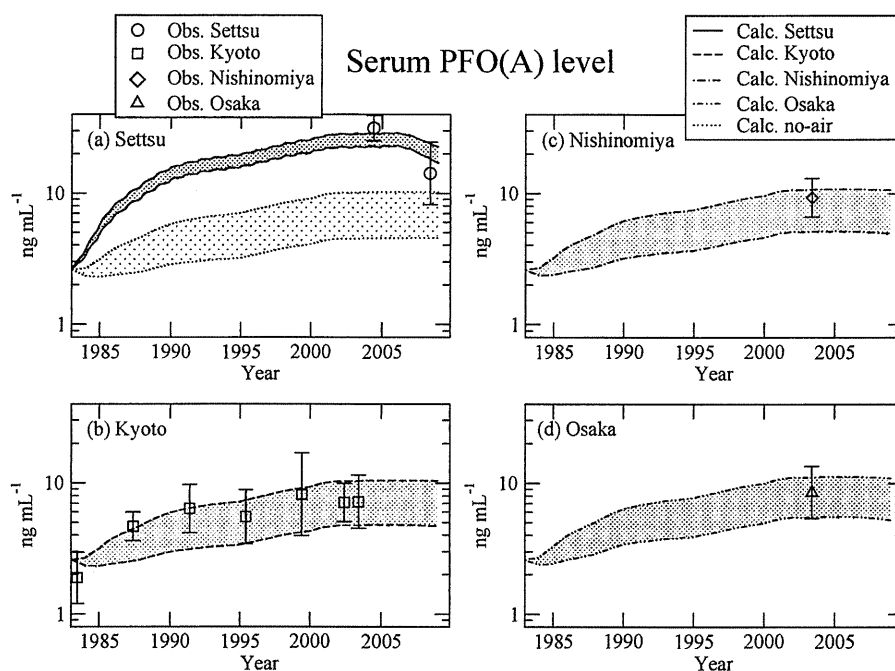 Obs. Settsu
Obs. Kyoto
Obs. Nishinomiya
Obs. Osaka
Serum PFO(A) level
Calc. Settsu
Calc. Kyoto
Calc. Nishinomiya
Calc. Osaka
Calc. no-air
(a) Settsu
ng mL-1
10
1
1985 1990 1995 2000 2005
Year
(c) Nishinomiya
ng mL-1
10
1
1985 1990 1995 2000 2005
Year
(b) Kyoto
ng mL-1
10
1
1985 1990 1995 2000 2005
Year
(d) Osaka
ng mL-1
10
1
1985 1990 1995 2000 2005
Year